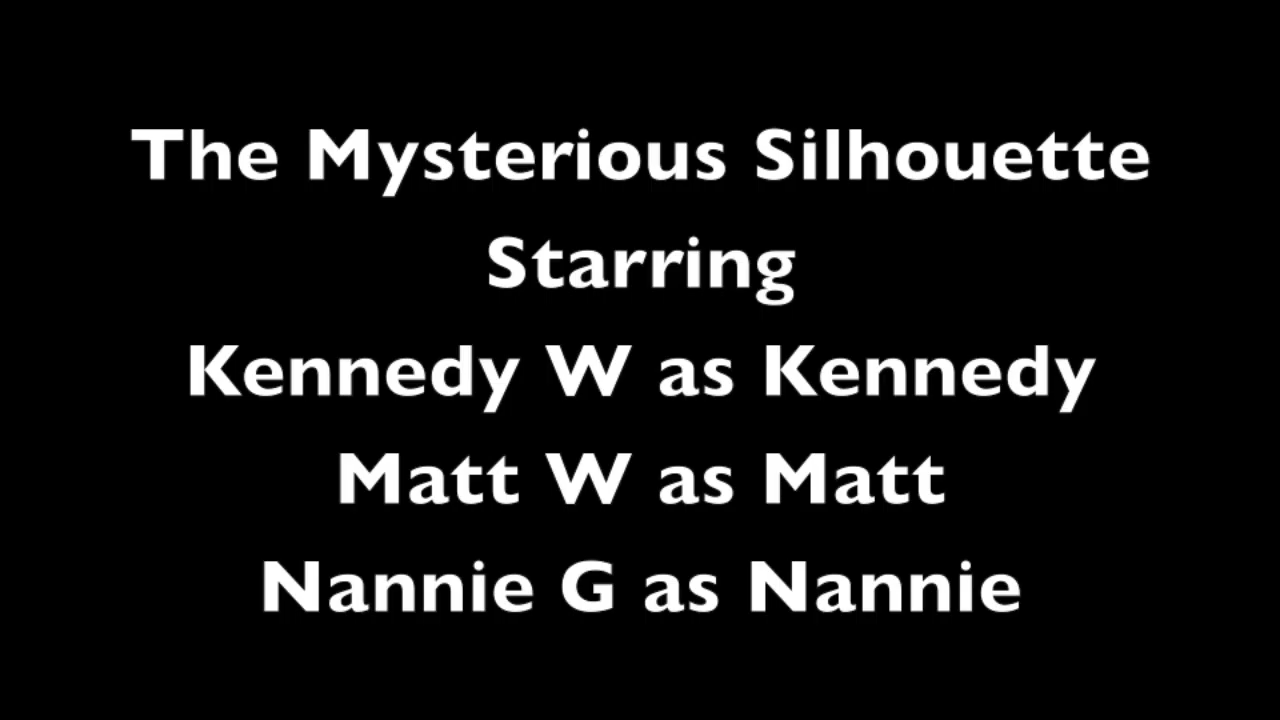 The Mysterious Silhouette
Starring
Kennedy W as Kennedy
Matt W as Matt
Nannie G as Nannie